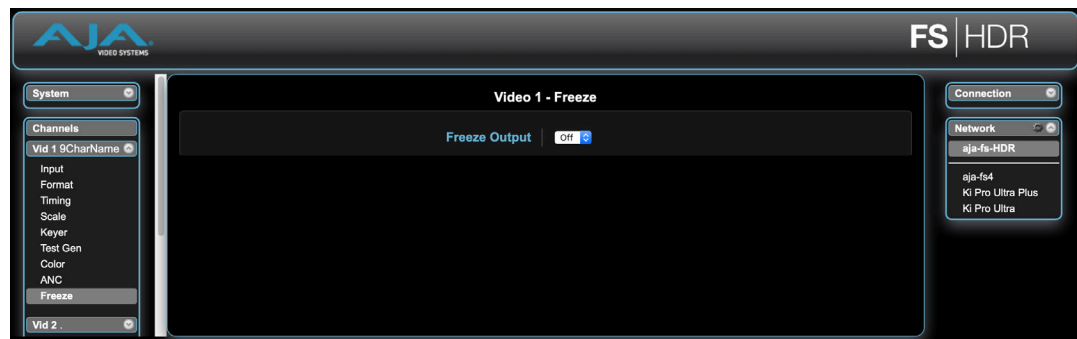 AJA
VIDEO SYSTEMS
FS HDR
System
Channels
Vid 1 9CharName
Input
Format
Timing
Scale
Keyer
Test Gen
Color
ANC
Freeze
Vid 2 .
Video 1 - Freeze
Freeze Output Off
Connection
Network
aja-fs-HDR
aja-fs4
Ki Pro Ultra Plus
Ki Pro Ultra